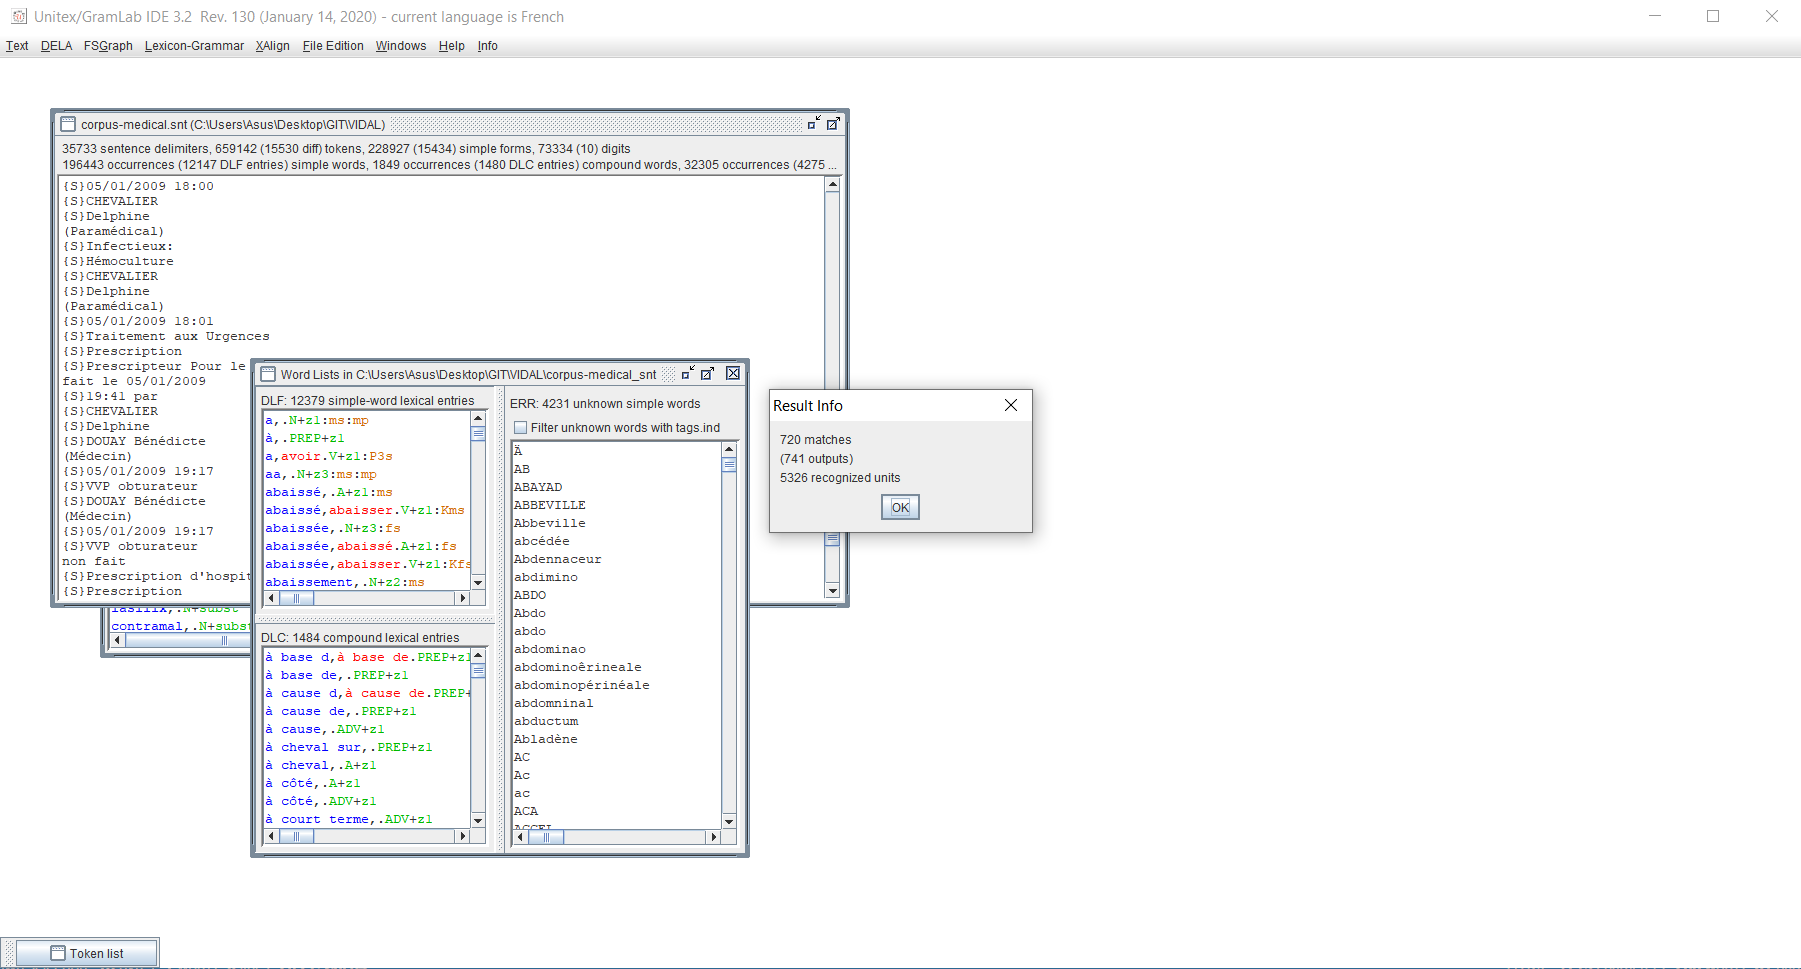 Unitex/GramLab IDE 3.2 Rev. 130 (January 14, 2020) - current language is French
Text DELA FSGraph Lexicon-Grammar XAlign File Edition Windows Help Info
corpus-medical.snt (C:\Users\Asus\Desktop\GIT\VIDAL)
35733 sentence delimiters, 659142 (15530 diff) tokens, 228927 (15434) simple forms, 73334 (10) digits
196443 occurrences (12147 DLF entries) simple words, 1849 occurrences (1480 DLC entries) compound words, 32305 occurrences (4275 ...
{S}05/01/2009 18:00
{S}CHEVALIER
{S}Delphine
(Paramédical)
{S}Infectieux:
{S}Hémoculture
{S}CHEVALIER
{S}Delphine
(Paramédical)
{S}05/01/2009 18:01
{S}Traitement aux Urgences
{S}Prescription
{S}Prescripteur Pour le
fait le 05/01/2009
{S}19:41 par
{S}CHEVALIER
{S}Delphine
{S}DOUAY Bénédicte
(Médecin)
{S}05/01/2009 19:17
{S}VVP obturateur
{S}DOUAY Bénédicte
(Médecin)
{S}05/01/2009 19:17
{S}VVP obturateur
non fait
{S}Prescription d'hospit
{S}Prescription
contramal,.N+subst
Word Lists in C:\Users\Asus\Desktop\GIT\VIDAL\corpus-medical_snt
DLF: 12379 simple-word lexical entries
a,.N+z1:ms:mp
à,.PREP+z1
a,avoir.V+z1:P3s
aa,.N+z3:ms:mp
abaissé,.A+z1:ms
abaissé,abaisser.V+z1:Kms
abaissée,.N+z3:fs
abaissée,abaissé.A+z1:fs
abaissée,abaisser.V+z1:Kfs
abaissement,.N+z2:ms
DLC: 1484 compound lexical entries
à base d,à base de.PREP+z1
à base de,.PREP+z1
à cause d,à cause de.PREP+
à cause de,.PREP+z1
à cause,.ADV+z1
à cheval sur,.PREP+z1
à cheval,.A+z1
à côté,.A+z1
à côté,.ADV+z1
à court terme,.ADV+z1
ERR: 4231 unknown simple words
Filter unknown words with tags.ind
Ä
AB
ABAYAD
ABBEVILLE
Abbeville
abcédée
Abdennaceur
abdimino
ABDO
Abdo
abdo
abdominao
abdominoêrineale
abdominopérinéale
abdomninal
abductum
Abladène
AC
Ac
ac
ACA
Result Info
720 matches
(741 outputs)
5326 recognized units
OK
Token list